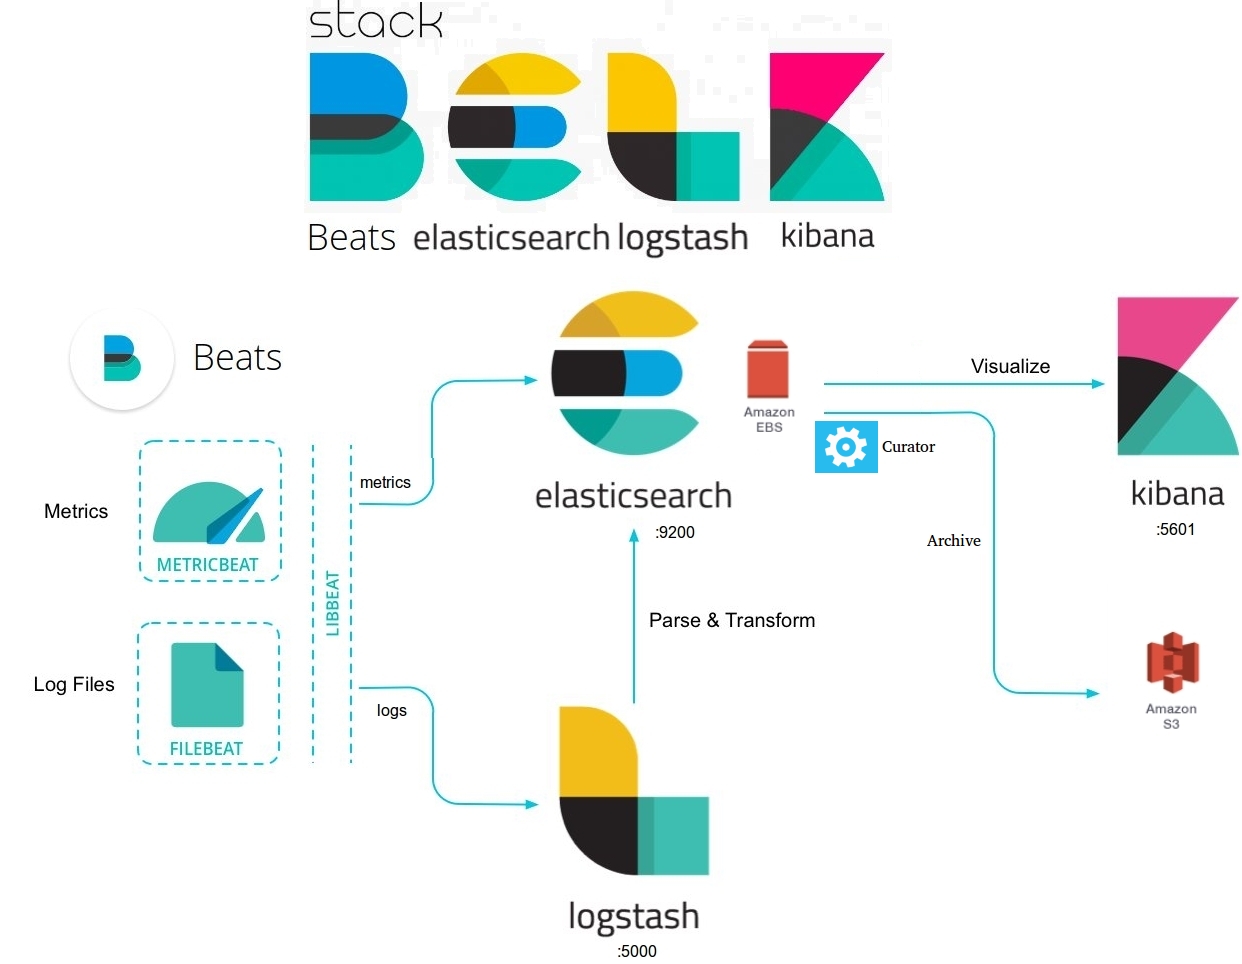 stack
Beats elasticsearch logstash kibana
Beats
Metrics
METRICBEAT
Log Files
FILEBEAT
LIBBEAT
metrics
logs
elasticsearch
:9200
Amazon
EBS
Curator
Visualize
kibana
:5601
Archive
Parse & Transform
Amazon
S3
logstash
:5000